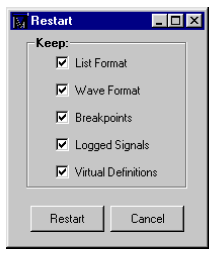 Restart
Keep:
List Format
Wave Format
Breakpoints
Logged Signals
Virtual Definitions
Restart Cancel